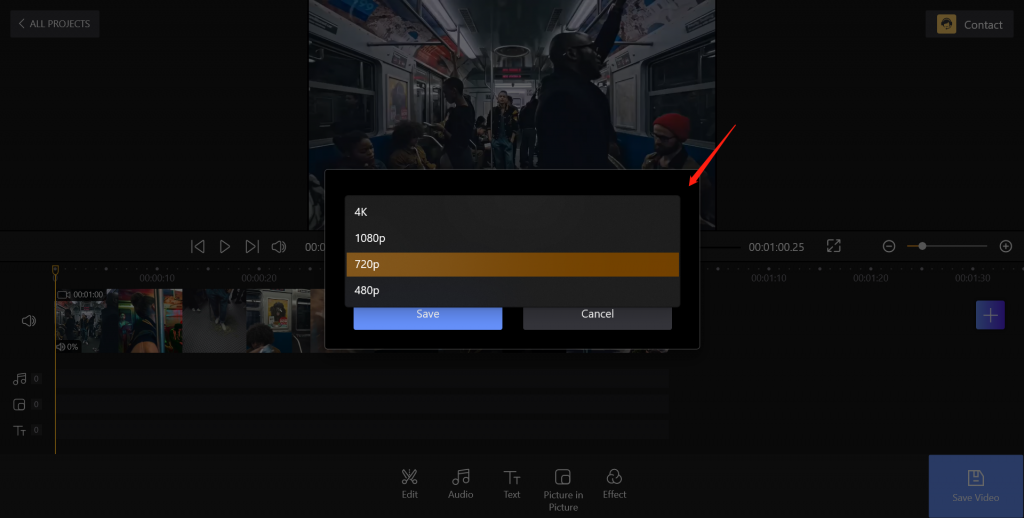 ALL PROJECTS
Contact
4K
1080p
720p
480p
Save
Cancel
00:0
00:01:00.25
00:00:10
00:00:20
00:01:10
00:01:20
00:01:30
00:01:00
0%
0
0
0
Edit
Audio
Text
Picture in
Picture
Effect
Save Video